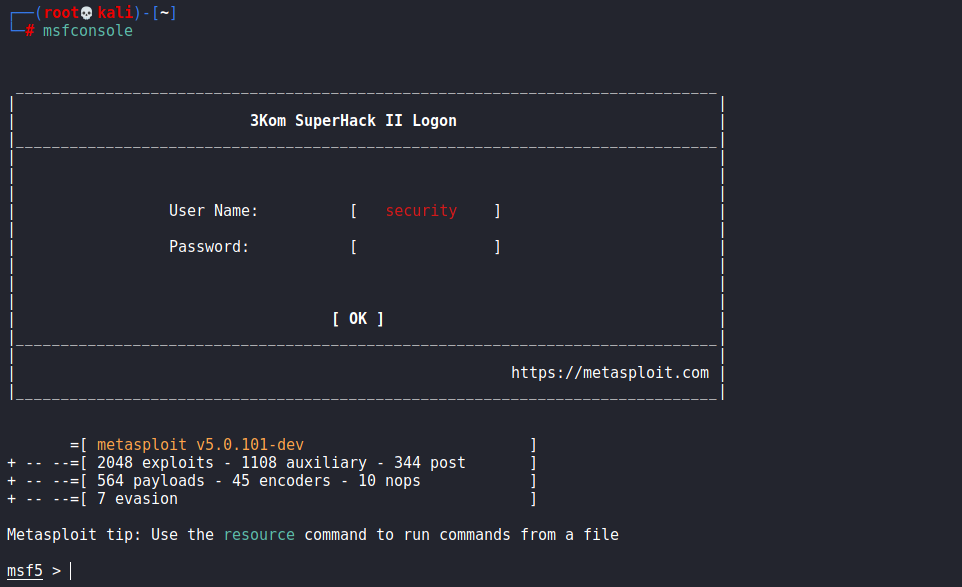 ┌──(root💀kali)-[~]
└─# msfconsole
3Kom SuperHack II Logon
User Name: [ security ]
Password: [ ]
[ OK ]
https://metasploit.com
=[ metasploit v5.0.101-dev ]
+ -- --=[ 2048 exploits - 1108 auxiliary - 344 post ]
+ -- --=[ 564 payloads - 45 encoders - 10 nops ]
+ -- --=[ 7 evasion ]
Metasploit tip: Use the resource command to run commands from a file
msf5 >